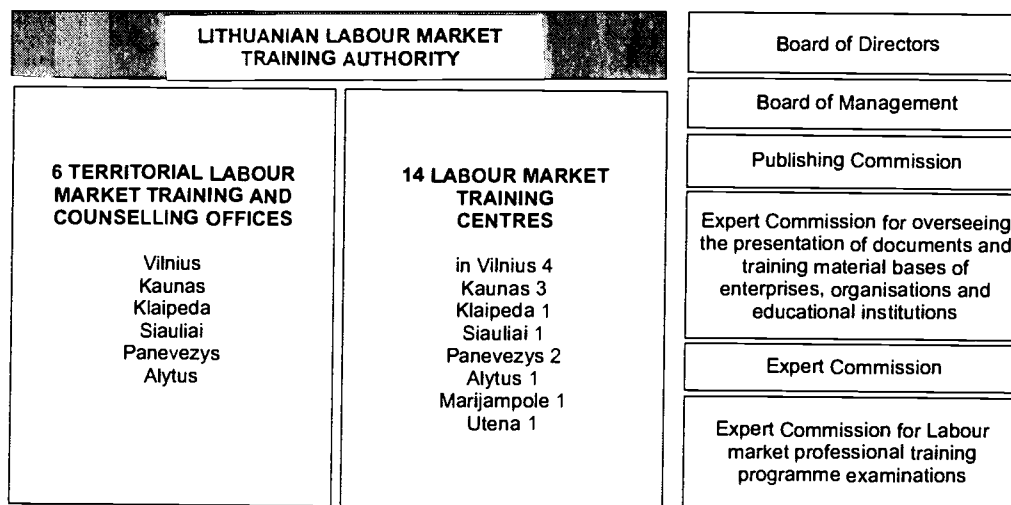 LITHUANIAN LABOUR MARKET
TRAINING AUTHORITY
6 TERRITORIAL LABOUR
MARKET TRAINING AND
COUNSELLING OFFICES
Vilnius
Kaunas
Klaipeda
Siauliai
Panevezys
Alytus
14 LABOUR MARKET
TRAINING
CENTRES
in Vilnius 4
Kaunas 3
Klaipeda 1
Siauliai 1
Panevezys 2
Alytus 1
Marijampole 1
Utena 1
Board of Directors
Board of Management
Publishing Commission
Expert Commission for overseeing
the presentation of documents and
training material bases of
enterprises, organisations and
educational institutions
Expert Commission
Expert Commission for Labour
market professional training
programme examinations